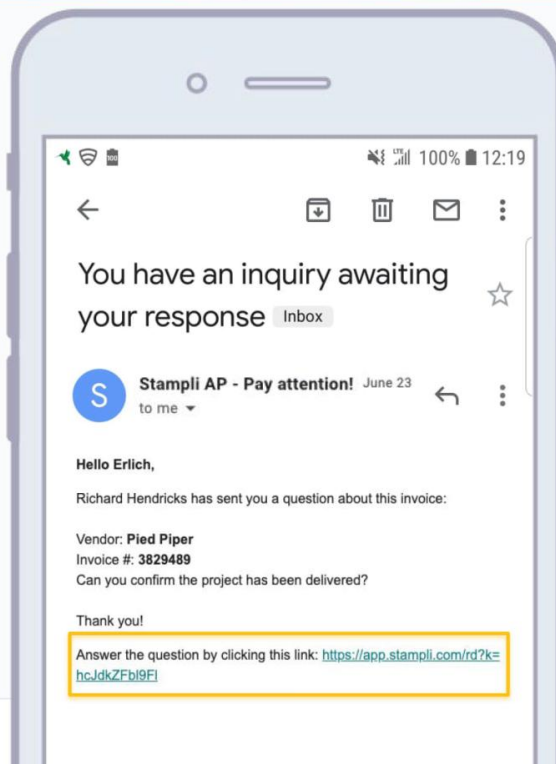 100
LTE 100% 12:19
You have an inquiry awaiting
your response Inbox
S
Stampli AP - Pay attention! June 23
to me
Hello Erlich,
Richard Hendricks has sent you a question about this invoice:
Vendor: Pied Piper
Invoice #: 3829489
Can you confirm the project has been delivered?
Thank you!
Answer the question by clicking this link: https://app.stampli.com/rd?k=
hcJdkZFbI9FI